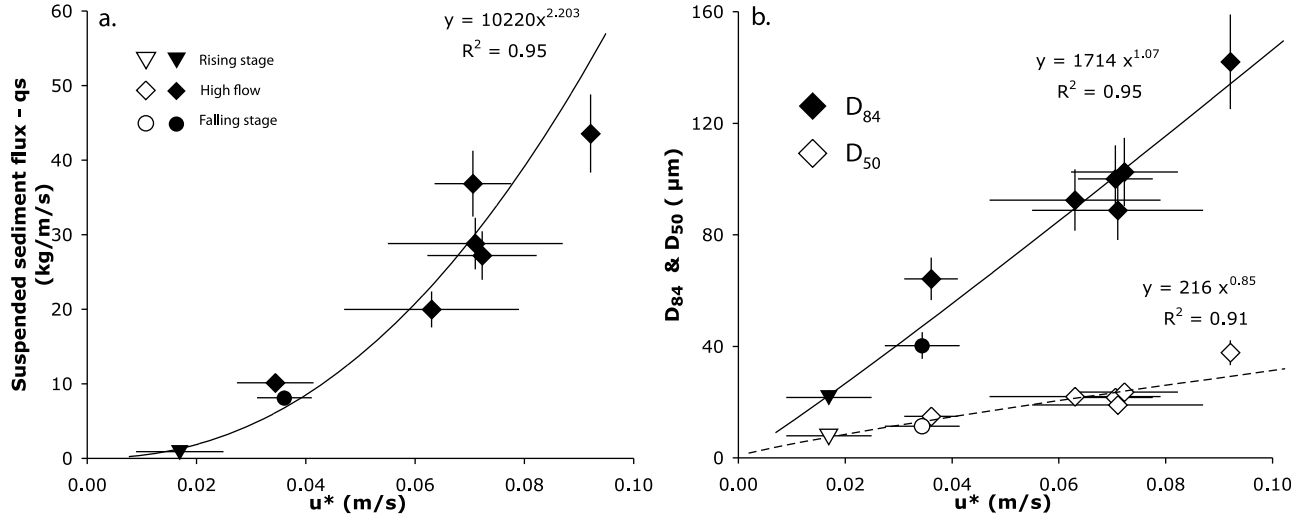 a.
y = 10220x^2.203
R² = 0.95
Rising stage
High flow
Falling stage
Suspended sediment flux - qs
(kg/m/s)
60
50
40
30
20
10
0
0.00 0.02 0.04 0.06 0.08 0.10
u* (m/s)
b.
y = 1714 x^1.07
R² = 0.95
D84
D50
y = 216 x^0.85
R² = 0.91
D84 & D50 ( µm)
160
120
80
40
0
0.00 0.02 0.04 0.06 0.08 0.10
u* (m/s)